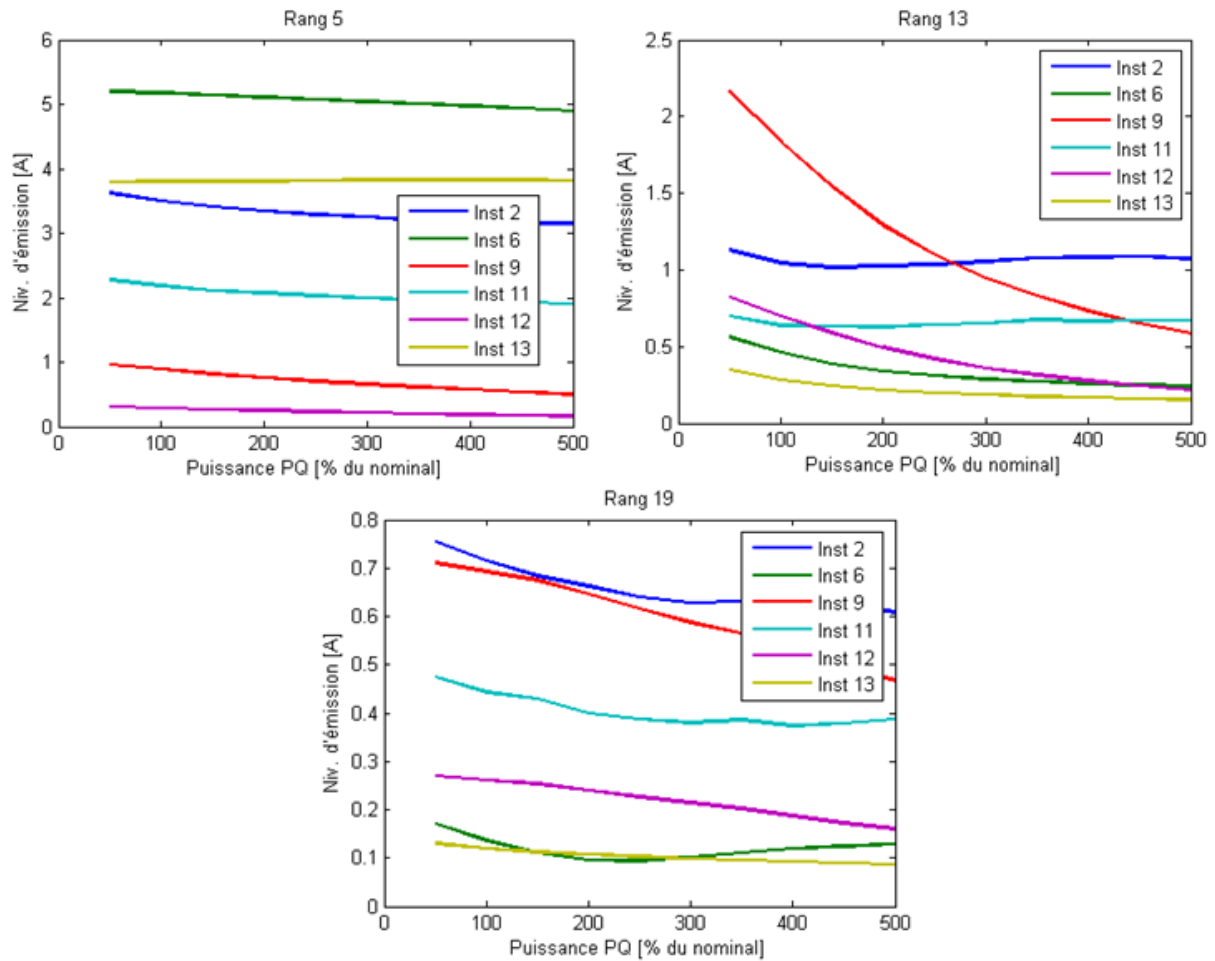 Rang 5
Niv. d'émission [A]
6
5
4
3
2
1
0
0
100
200
300
400
500
Puissance PQ [% du nominal]
Inst 2
Inst 6
Inst 9
Inst 11
Inst 12
Inst 13
Rang 13
Niv. d'émission [A]
2.5
2
1.5
1
0.5
0
0
100
200
300
400
500
Puissance PQ [% du nominal]
Inst 2
Inst 6
Inst 9
Inst 11
Inst 12
Inst 13
Rang 19
Niv. d'émission [A]
0.8
0.7
0.6
0.5
0.4
0.3
0.2
0.1
0
0
100
200
300
400
500
Puissance PQ [% du nominal]
Inst 2
Inst 6
Inst 9
Inst 11
Inst 12
Inst 13